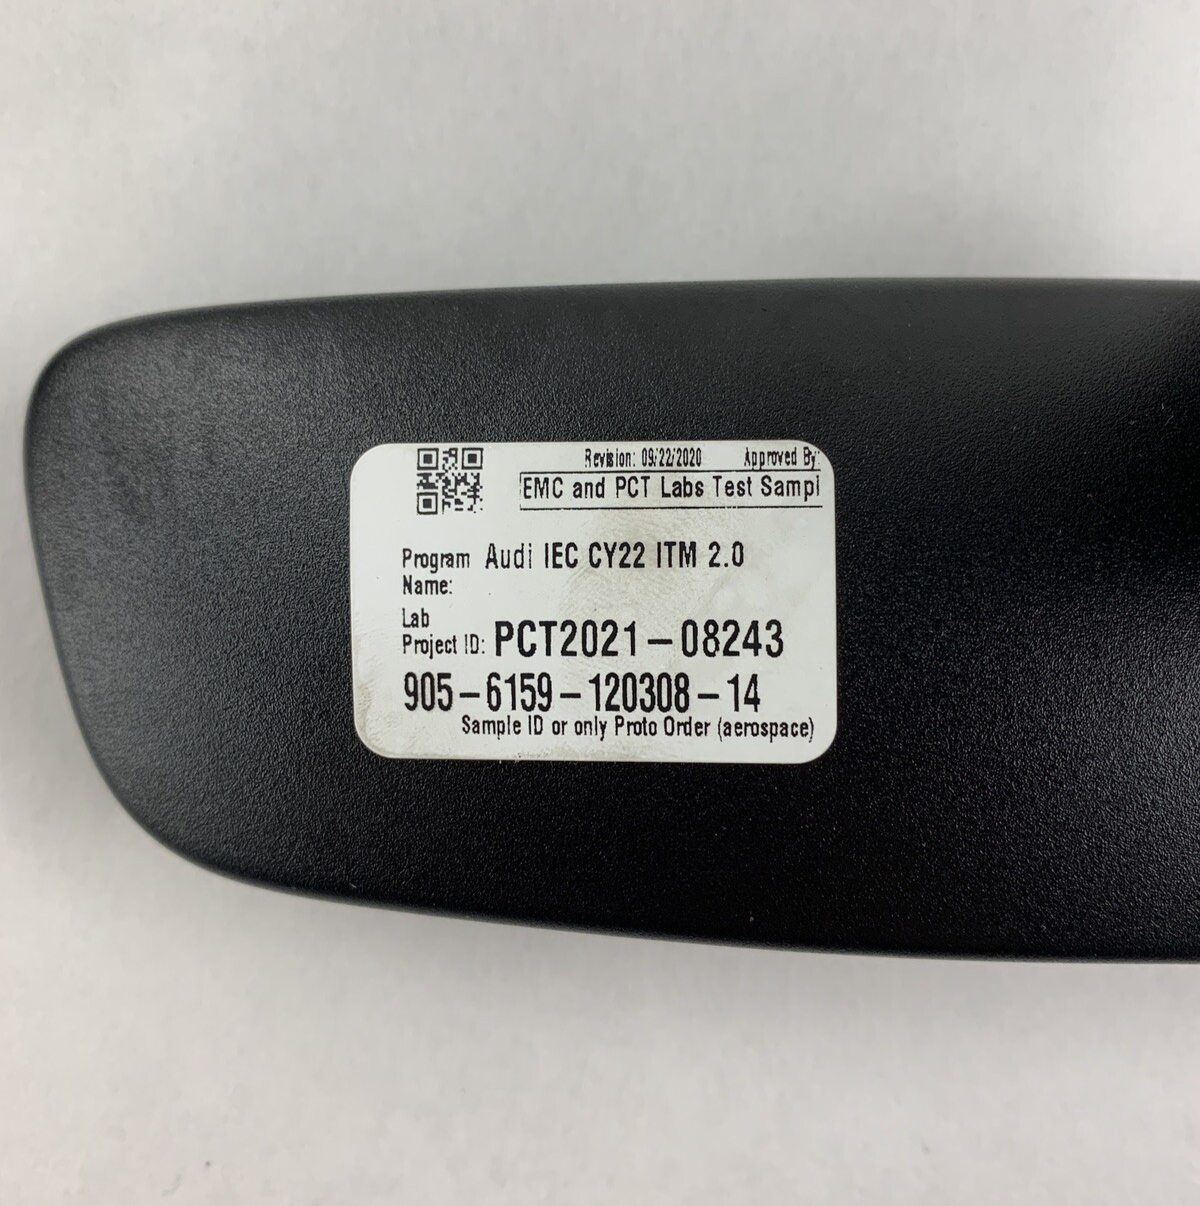 Revision: 09/22/2020 Approved By:
EMC and PCT Labs Test Sampl
Program Name: Audi IEC CY22 ITM 2.0
Lab Project ID: PCT2021-08243
905-6159-120308-14
Sample ID or only Proto Order (aerospace)